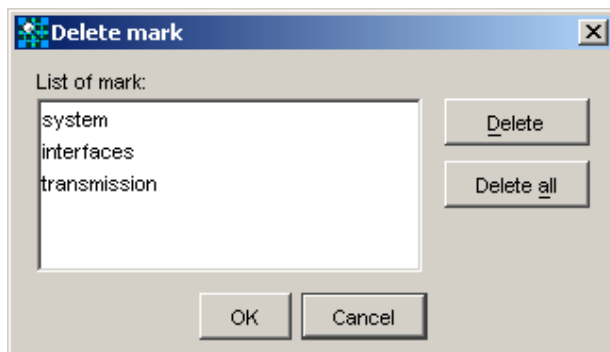 Delete mark
List of mark:
system
interfaces
transmission
Delete
Delete all
OK
Cancel